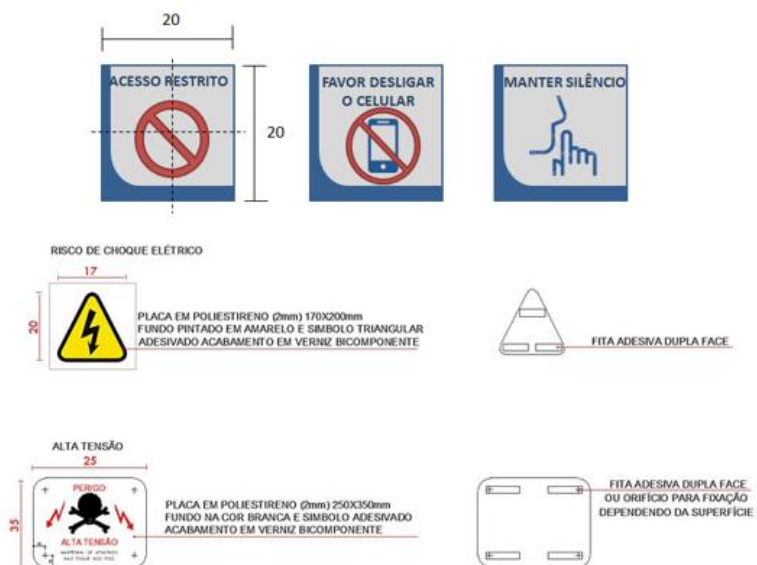 20
ACESSO RESTRITO
FAVOR DESLIGAR
O CELULAR
MANTER SILÊNCIO
20
RISCO DE CHOQUE ELÉTRICO
17
20
PLACA EM POLIESTIRENO (2mm) 170X200mm
FUNDO PINTADO EM AMARELO E SIMBOLO TRIANGULAR
ADESIVADO ACABAMENTO EM VERNIZ BICOMPONENTE
FITA ADESIVA DUPLA FACE
ALTA TENSÃO
25
35
PERIGO
ALTA TENSÃO
PLACA EM POLIESTIRENO (2mm) 250X350mm
FUNDO NA COR BRANCA E SIMBOLO ADESIVADO
ACABAMENTO EM VERNIZ BICOMPONENTE
FITA ADESIVA DUPLA FACE
OU ORIFÍCIO PARA FIXAÇÃO
DEPENDENDO DA SUPERFÍCIE